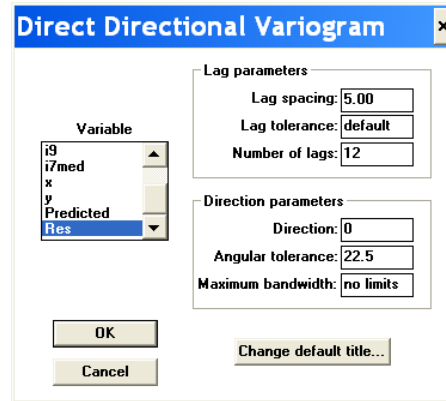 Direct Directional Variogram
Variable
i9
i7med
x
y
Predicted
Res
Lag parameters
Lag spacing: 5.00
Lag tolerance: default
Number of lags: 12
Direction parameters
Direction: 0
Angular tolerance: 22.5
Maximum bandwidth: no limits
OK
Cancel
Change default title...